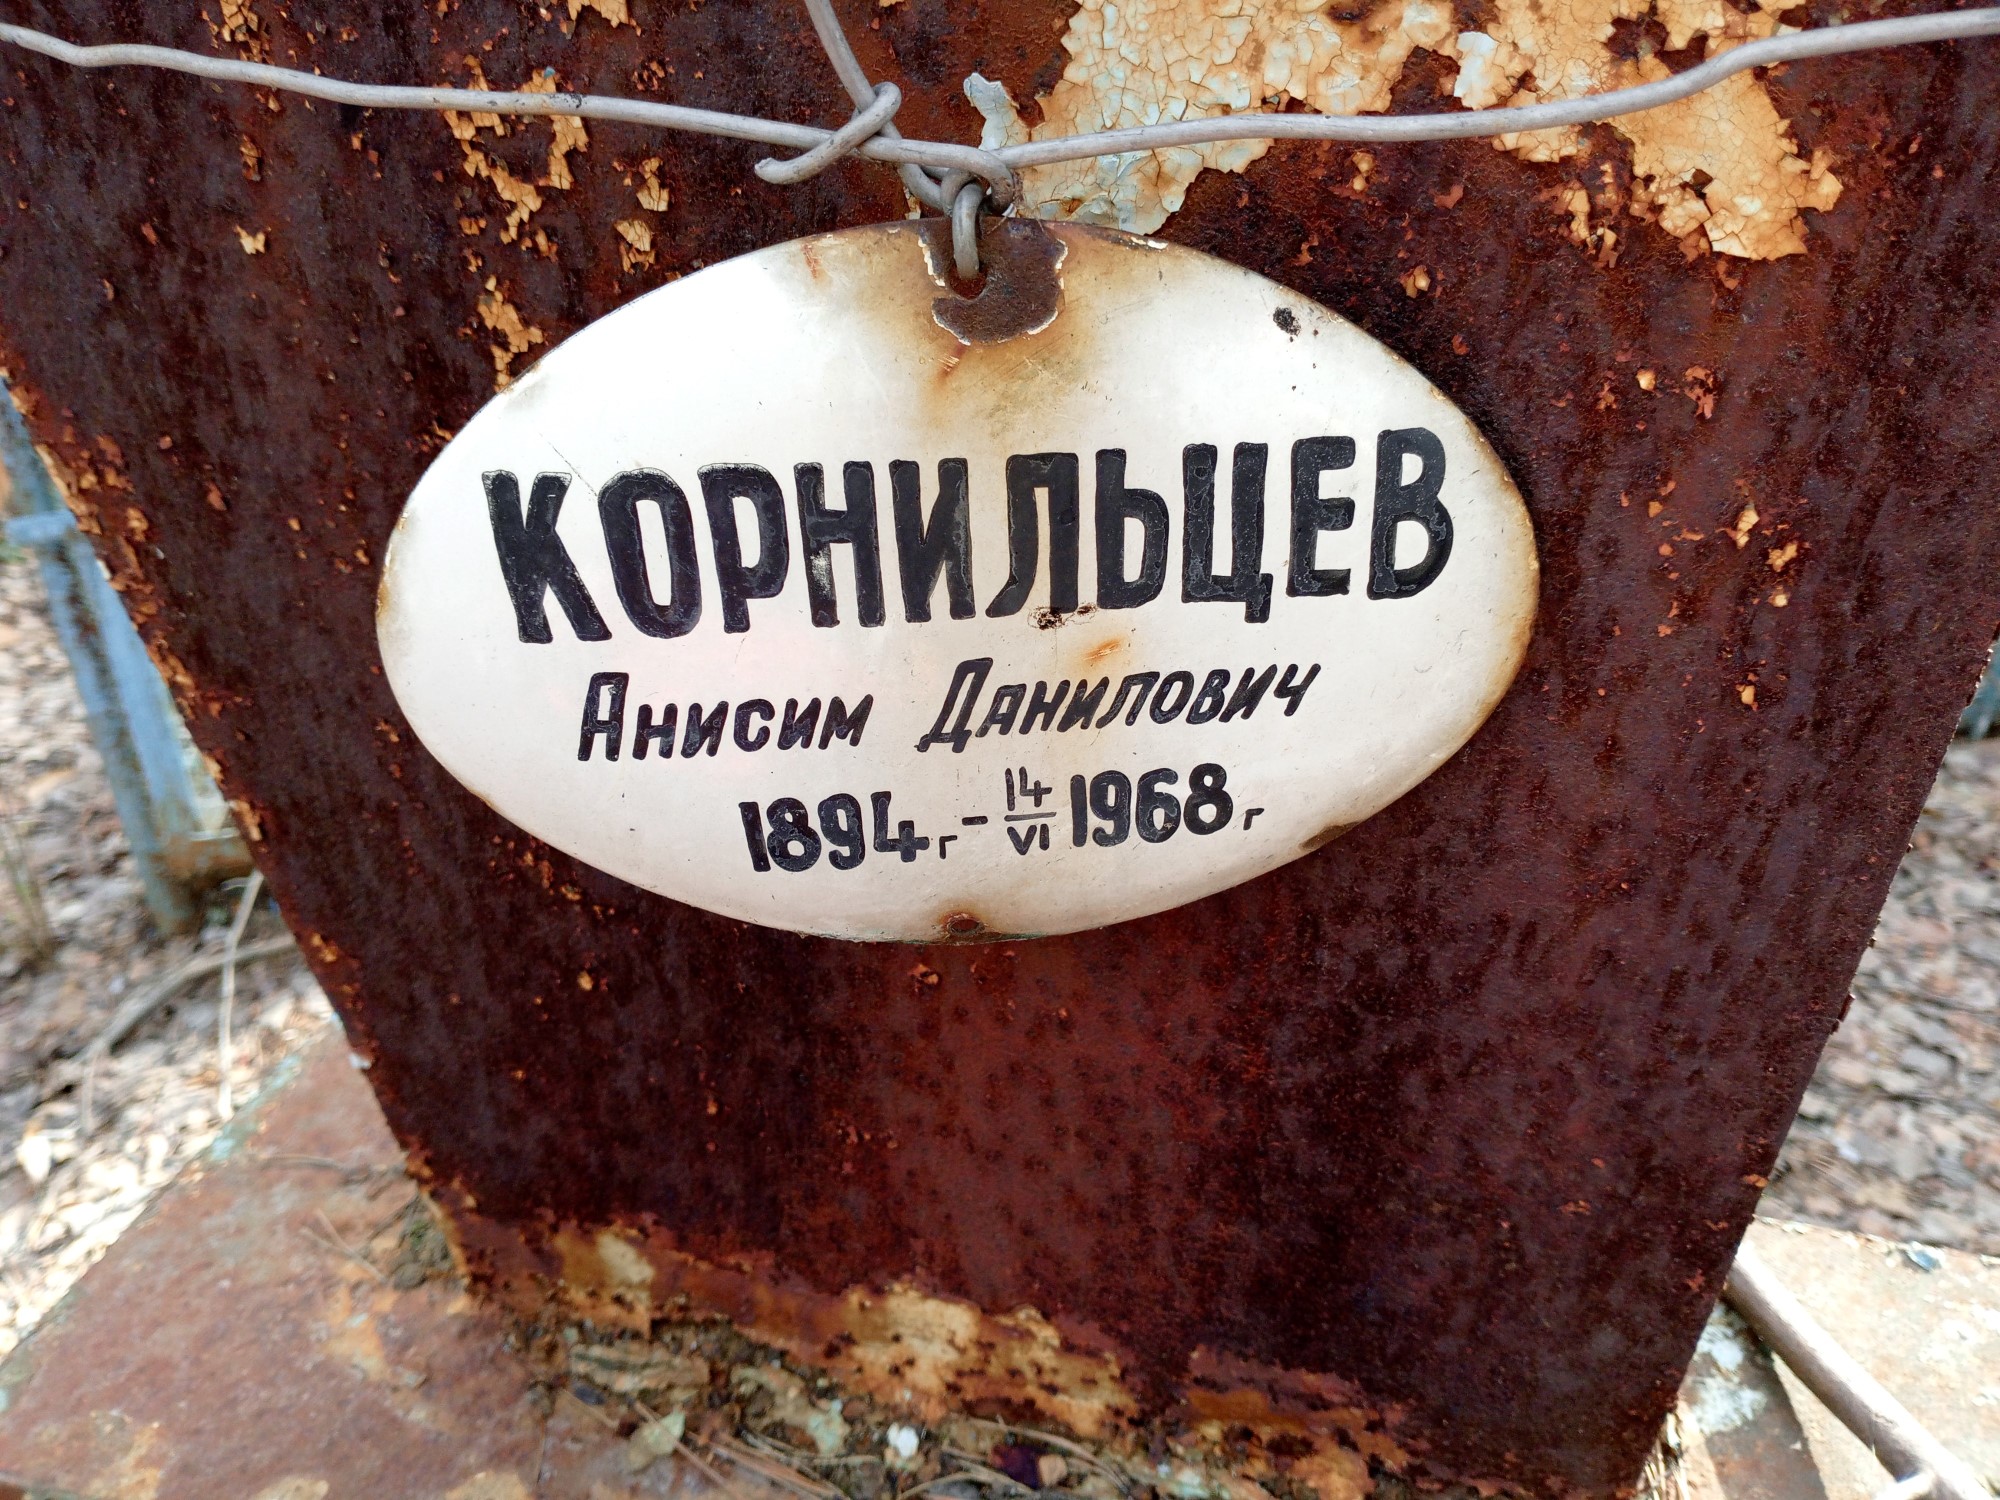 КОРНИЛЬЦЕВ
Анисим Данилович
1894г - 14/VI 1968г